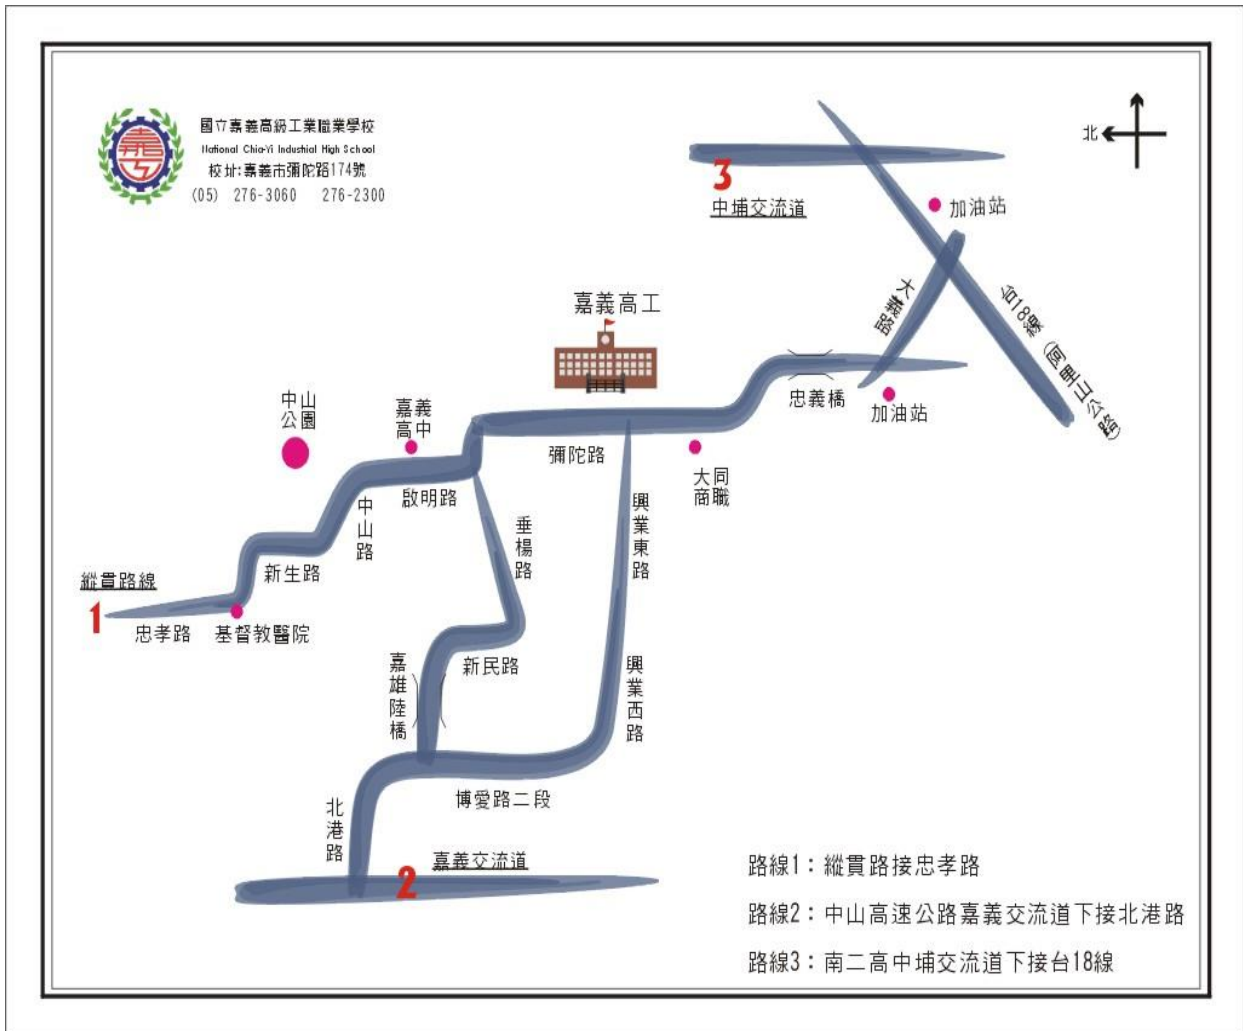 國立嘉義高級工業職業學校
National Chia-Yi Industrial High School
校址:嘉義市彌陀路174號
(05) 276-3060 276-2300
北
3
中埔交流道
加油站
大義路
台18線 (阿里山公路)
嘉義高工
忠義橋
加油站
中山
公園
嘉義
高中
彌陀路
大同
商職
啟明路
中山路
垂楊路
興業東路
新生路
縱貫路線
1
忠孝路
基督教醫院
新民路
嘉雄陸橋
興業西路
博愛路二段
北港路
嘉義交流道
2
路線1：縱貫路接忠孝路
路線2：中山高速公路嘉義交流道下接北港路
路線3：南二高中埔交流道下接台18線